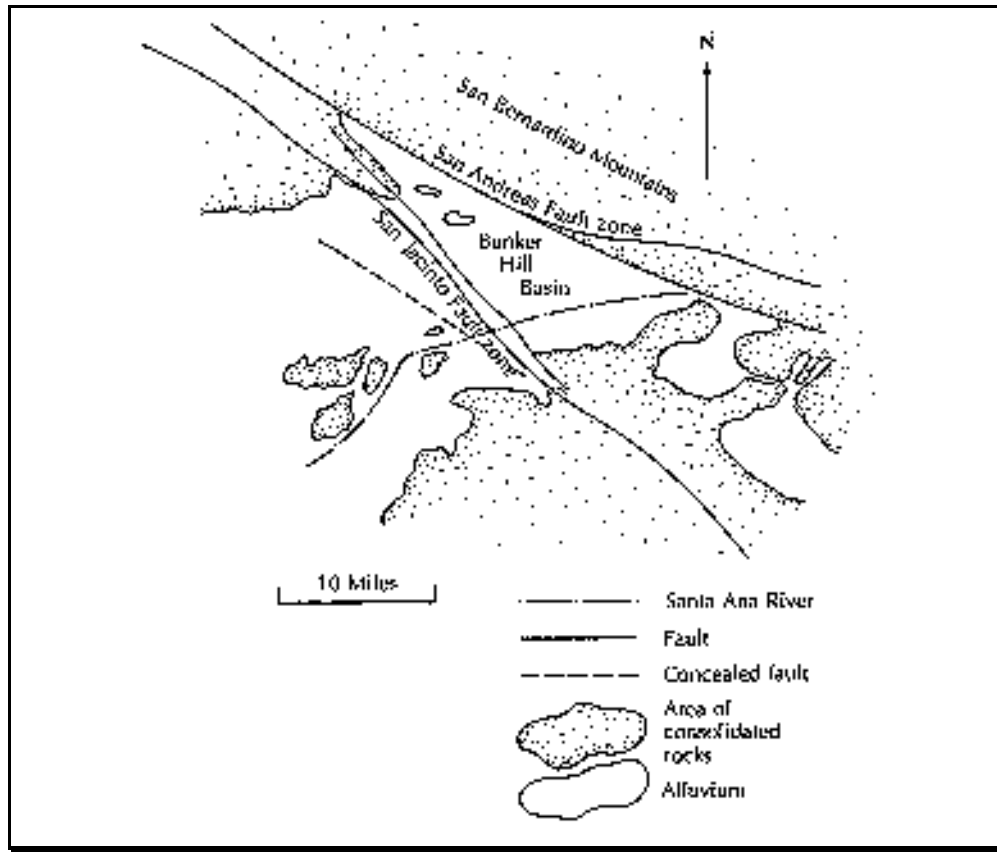 N
San Bernardino Mountains
San Andreas Fault zone
Bunker
Hill
Basin
San Jacinto Fault zone
10 Miles
Santa Ana River
Fault
Concealed fault
Area of
consolidated
rocks
Alluvium